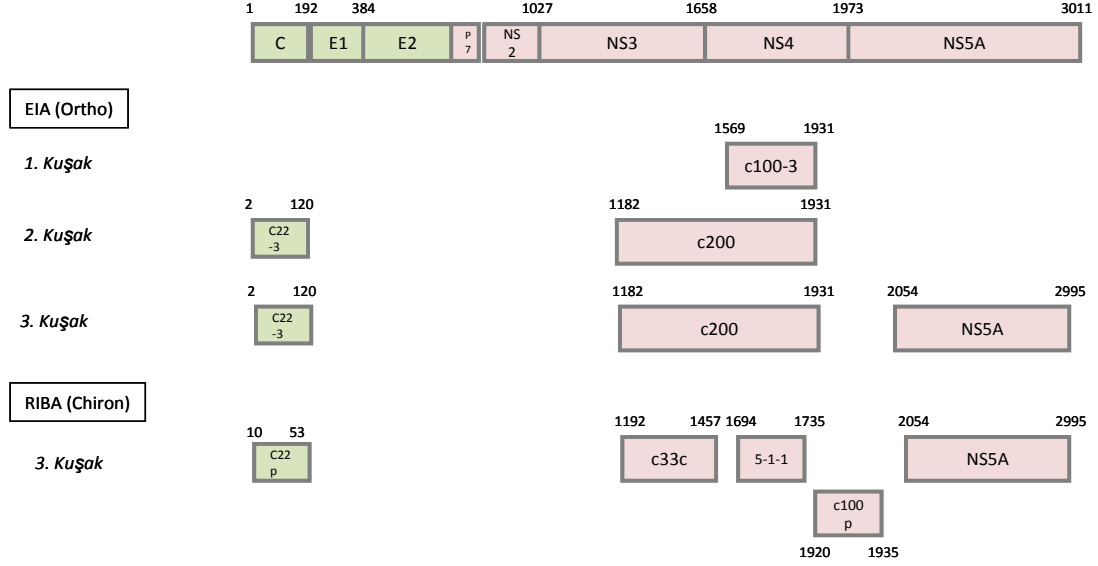 1 192 384 1027 1658 1973 3011
C E1 E2 P NS NS3 NS4 NS5A
7 2
EIA (Ortho)
1569 1931
1. Kuşak c100-3
2 120 1182 1931
2. Kuşak C22 c200
-3
2 120 1182 1931 2054 2995
3. Kuşak C22 c200 NS5A
-3
RIBA (Chiron)
10 53 1192 1457 1694 1735 2054 2995
3. Kuşak C22 c33c 5-1-1 NS5A
p
c100
p
1920 1935